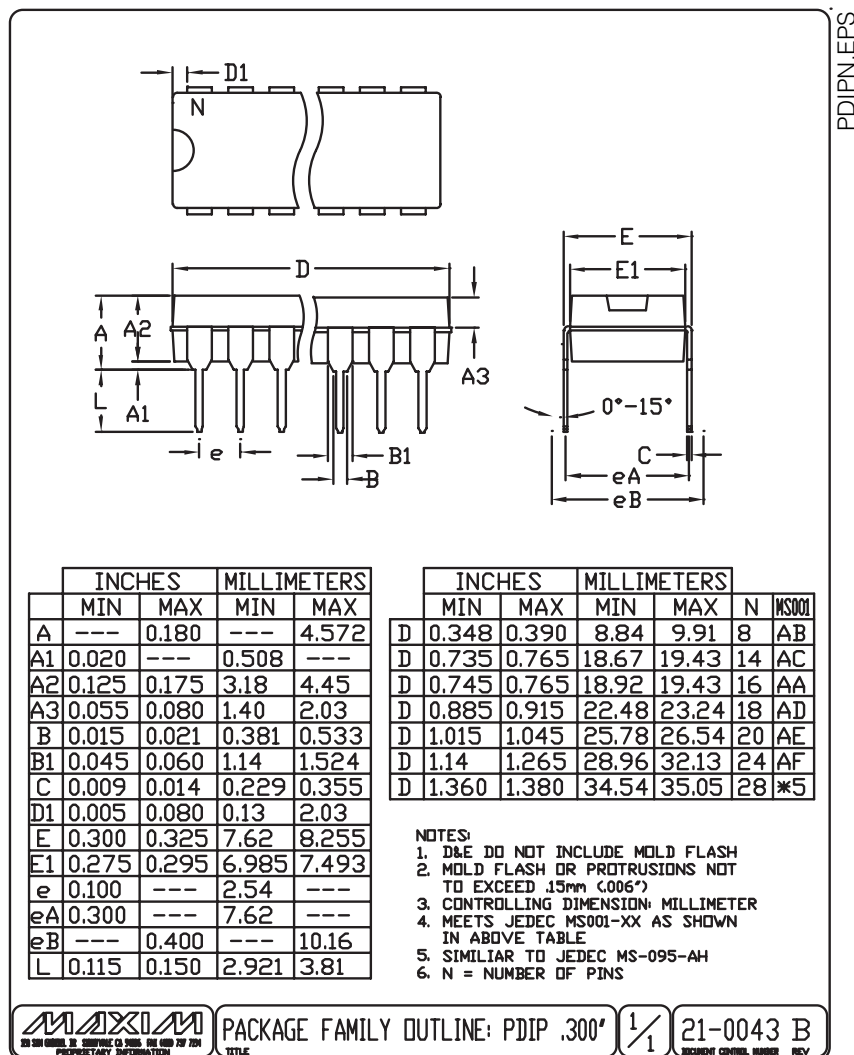 PDIPN.EPS
D1
N
D
E
E1
A
A2
A3
L
A1
e
B1
B
0°-15°
C
eA
eB
INCHES MILLIMETERS
MIN MAX MIN MAX
A --- 0.180 --- 4.572
A1 0.020 --- 0.508 ---
A2 0.125 0.175 3.18 4.45
A3 0.055 0.080 1.40 2.03
B 0.015 0.021 0.381 0.533
B1 0.045 0.060 1.14 1.524
C 0.009 0.014 0.229 0.355
D1 0.005 0.080 0.13 2.03
E 0.300 0.325 7.62 8.255
E1 0.275 0.295 6.985 7.493
e 0.100 --- 2.54 ---
eA 0.300 --- 7.62 ---
eB --- 0.400 --- 10.16
L 0.115 0.150 2.921 3.81
INCHES MILLIMETERS
MIN MAX MIN MAX N MS001
D 0.348 0.390 8.84 9.91 8 AB
D 0.735 0.765 18.67 19.43 14 AC
D 0.745 0.765 18.92 19.43 16 AA
D 0.885 0.915 22.48 23.24 18 AD
D 1.015 1.045 25.78 26.54 20 AE
D 1.14 1.265 28.96 32.13 24 AF
D 1.360 1.380 34.54 35.05 28 *5
NOTES:
1. D&E DO NOT INCLUDE MOLD FLASH
2. MOLD FLASH OR PROTRUSIONS NOT
TO EXCEED .15mm (.006")
3. CONTROLLING DIMENSION: MILLIMETER
4. MEETS JEDEC MS001-XX AS SHOWN
IN ABOVE TABLE
5. SIMILIAR TO JEDEC MS-095-AH
6. N = NUMBER OF PINS
MAXIM
PROPRIETARY INFORMATION
PACKAGE FAMILY OUTLINE: PDIP .300"
TITLE
1/1
21-0043 B
DOCUMENT CONTROL NUMBER REV